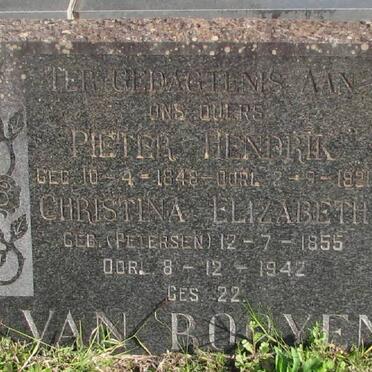 TER GEDAGTENIS AAN
ONS OUERS
PIETER HENDRIK
GEB. 10-4-1848-OORL. 2-9-1921
CHRISTINA ELIZABETH
GEB. (PETERSEN) 12-7-1855
OORL 8-12-1942
GES. 22
VAN ROOYEN